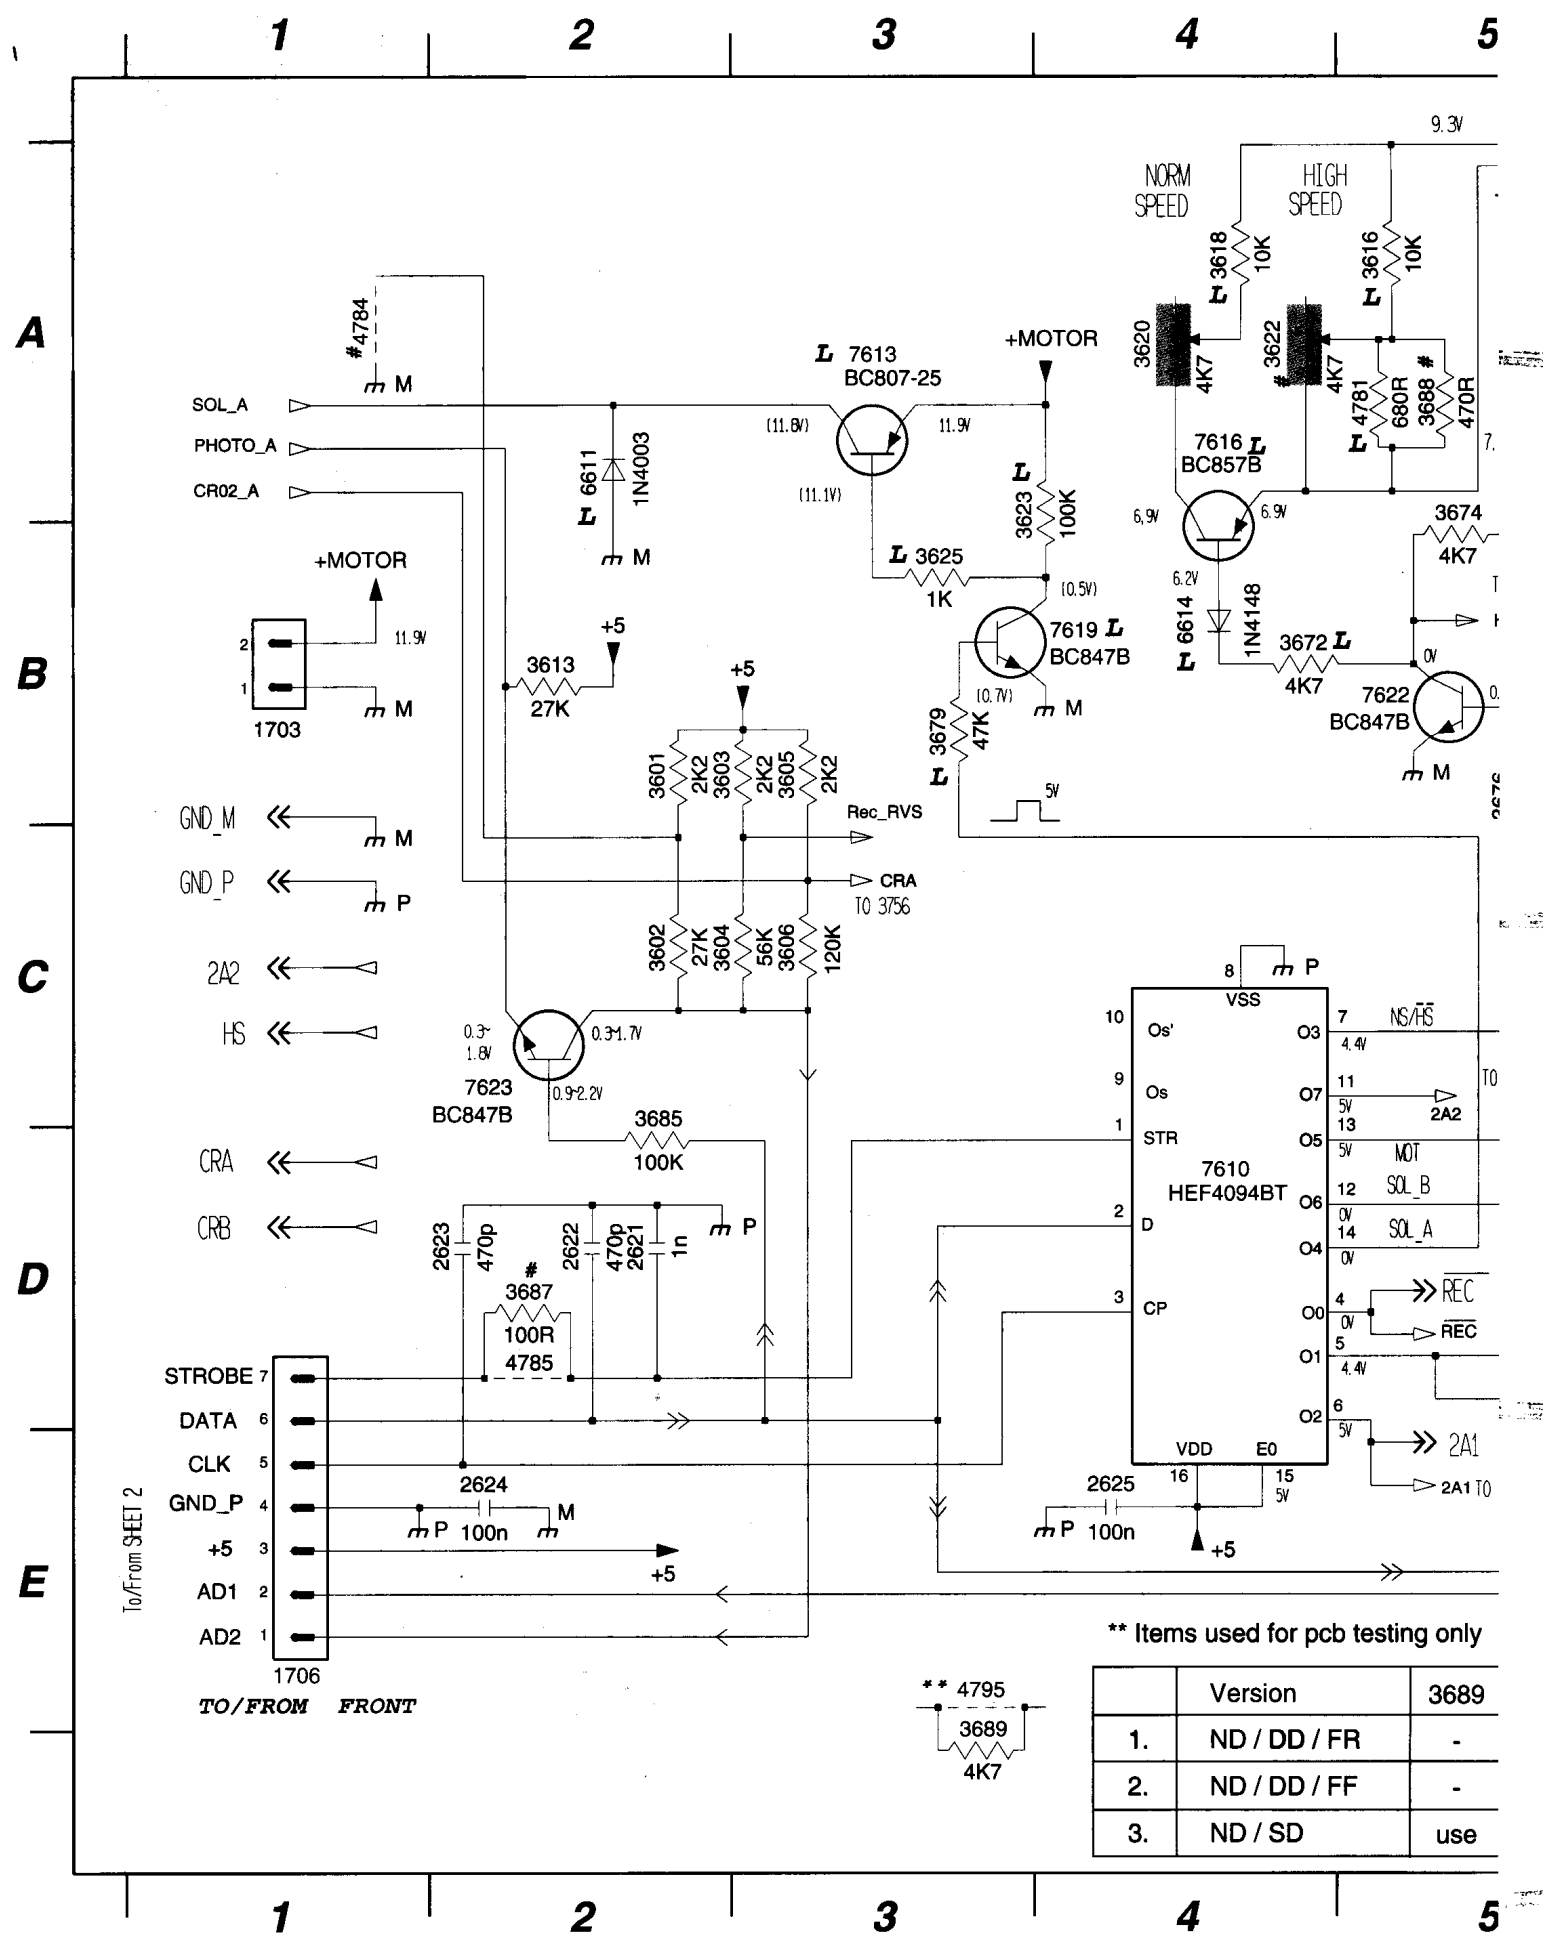 1 2 3 4 5
9.3V
NORM SPEED
HIGH SPEED
3618
10K
L
3616
10K
L
A
#4784
M
3620
4K7
3622
#
4K7
+MOTOR
L 7613
BC807-25
4781
680R
L
3688 #
470R
SOL_A
(11.8V)
11.9V
PHOTO_A
L 6611
1N4003
7616 L
BC857B
7.
CR02_A
(11.1V)
L
3623
100K
6,9V
6.9V
3674
4K7
M
+MOTOR
L 3625
1K
(0.5V)
6.2V
T
H
2
11.9V
+5
7619 L
BC847B
L 6614
1N4148
3672 L
4K7
0V
B
3613
27K
+5
1
M
1703
(0.7V)
M
7622
BC847B
0.
3679
47K
L
M
3601
2K2
3603
2K2
3605
2K2
5V
GND_M
M
Rec_RVS
GND_P
P
CRA
TO 3756
3602
27K
3604
56K
3606
120K
C
2A2
8
P
VSS
HS
0.3~
1.8V
0.3~1.7V
10
Os'
O3
7
NS/HS
4.4V
7623
BC847B
0.9~2.2V
9
Os
O7
11
5V
2A2
TO
3685
100K
1
STR
O5
13
5V
MOT
CRA
7610
HEF4094BT
O6
12
0V
SOL_B
CRB
2
D
O4
14
0V
SOL_A
P
2623
470p
2622
470p
2621
1n
D
#
3687
100R
4785
3
CP
O0
4
0V
REC
REC
O1
5
4.4V
STROBE 7
DATA 6
O2
6
5V
2A1
2A1 TO
CLK 5
VDD
E0
16
15
5V
GND_P 4
P
2624
100n
M
P
2625
100n
+5
+5 3
+5
E
To/From SHEET 2
AD1 2
AD2 1
1706
TO/FROM FRONT
** Items used for pcb testing only
** 4795
3689
4K7
Version 3689
1. ND / DD / FR -
2. ND / DD / FF -
3. ND / SD use
1 2 3 4 5